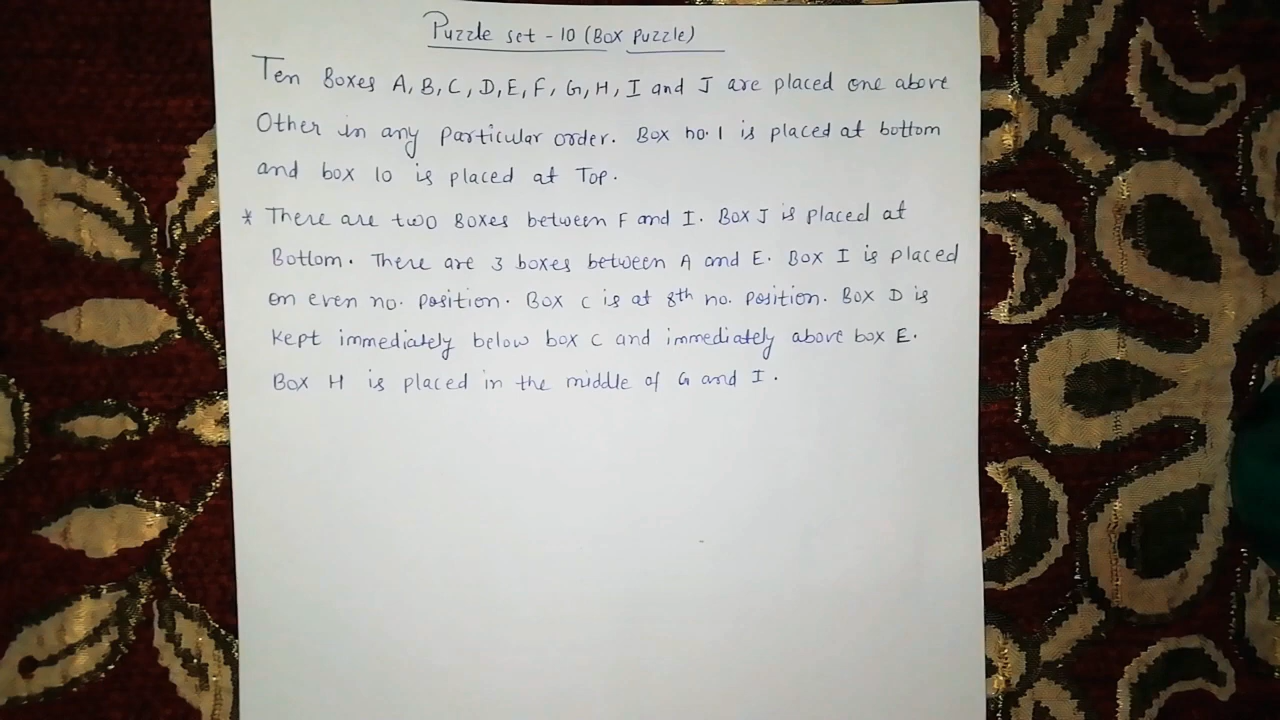 Puzzle set - 10 (Box Puzzle)
Ten Boxes A, B, C, D, E, F, G, H, I and J are placed one above
Other in any particular order. Box no. 1 is placed at bottom
and box 10 is placed at Top.
* There are two Boxes between F and I. Box J is placed at
Bottom. There are 3 boxes between A and E. Box I is placed
on even no. position. Box C is at 8th no. position. Box D is
kept immediately below box C and immediately above box E.
Box H is placed in the middle of G and I.